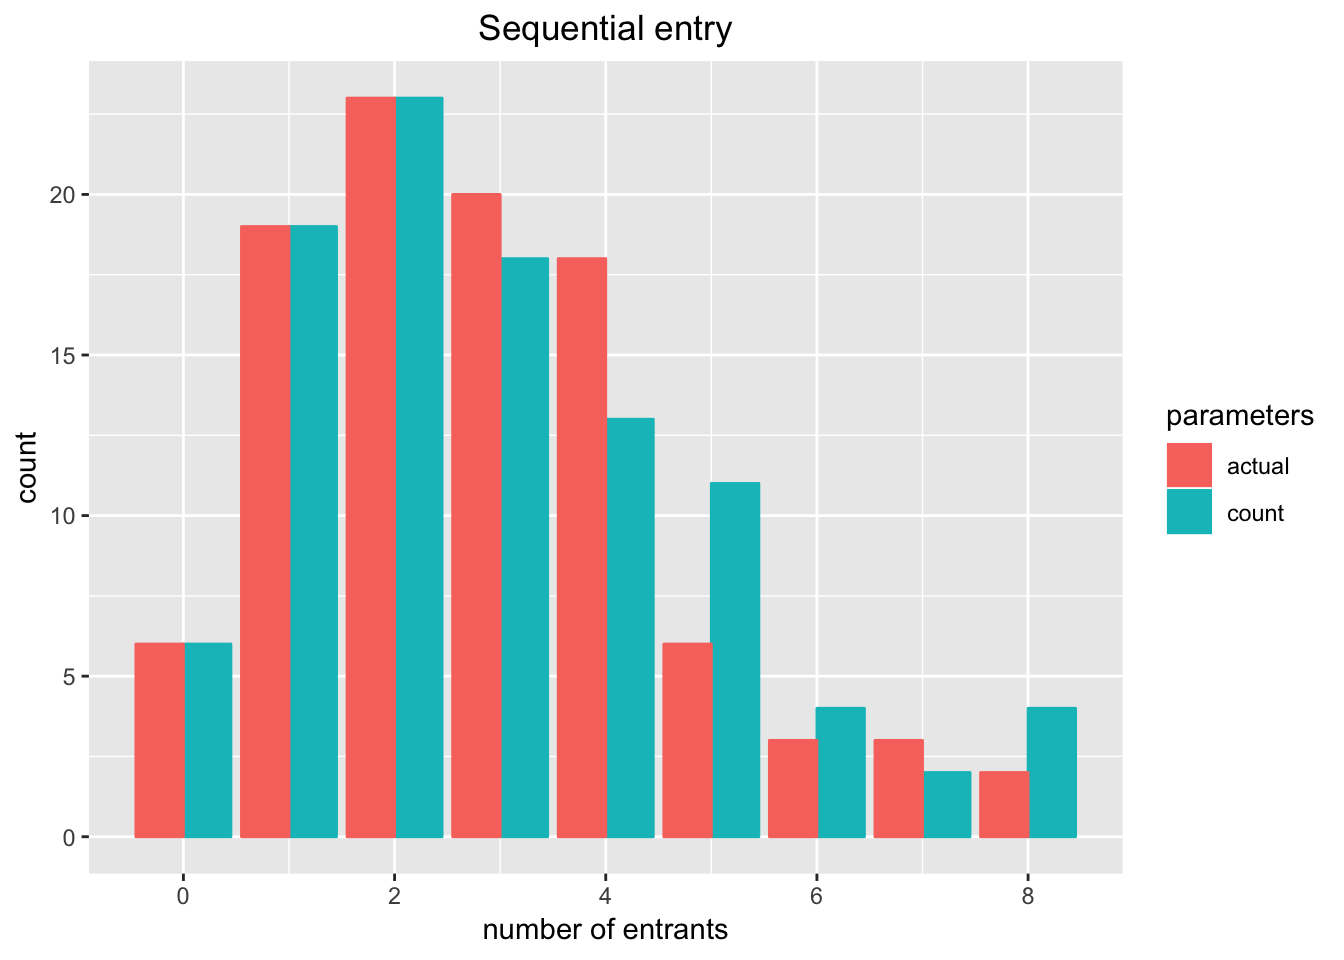 Sequential entry
count
20
15
10
5
0
0 2 4 6 8
number of entrants
parameters
actual
count